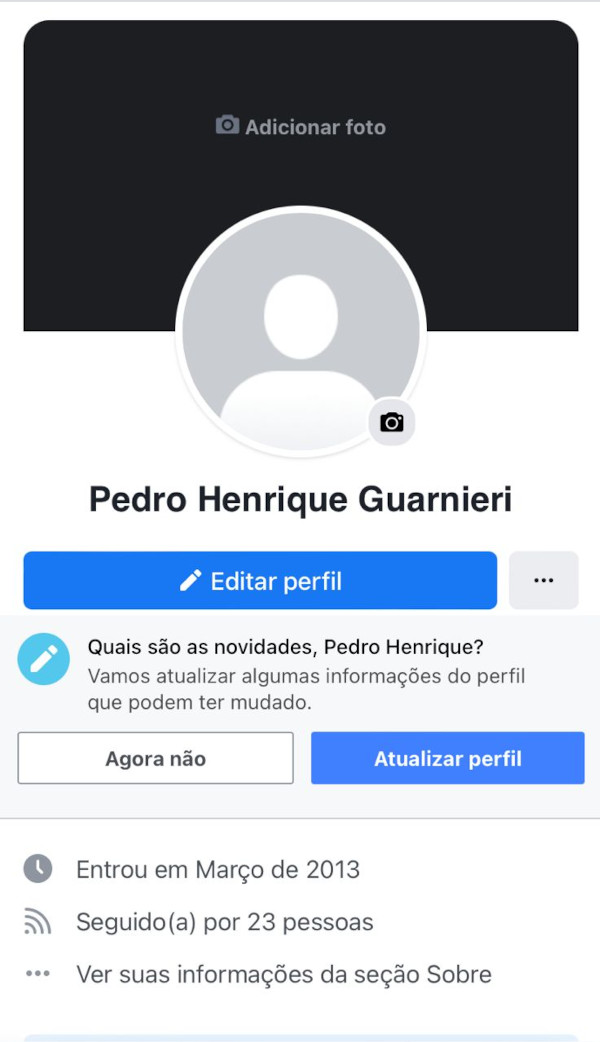 Adicionar foto
Pedro Henrique Guarnieri
Editar perfil
Quais são as novidades, Pedro Henrique?
Vamos atualizar algumas informações do perfil
que podem ter mudado.
Agora não
Atualizar perfil
Entrou em Março de 2013
Seguido(a) por 23 pessoas
Ver suas informações da seção Sobre